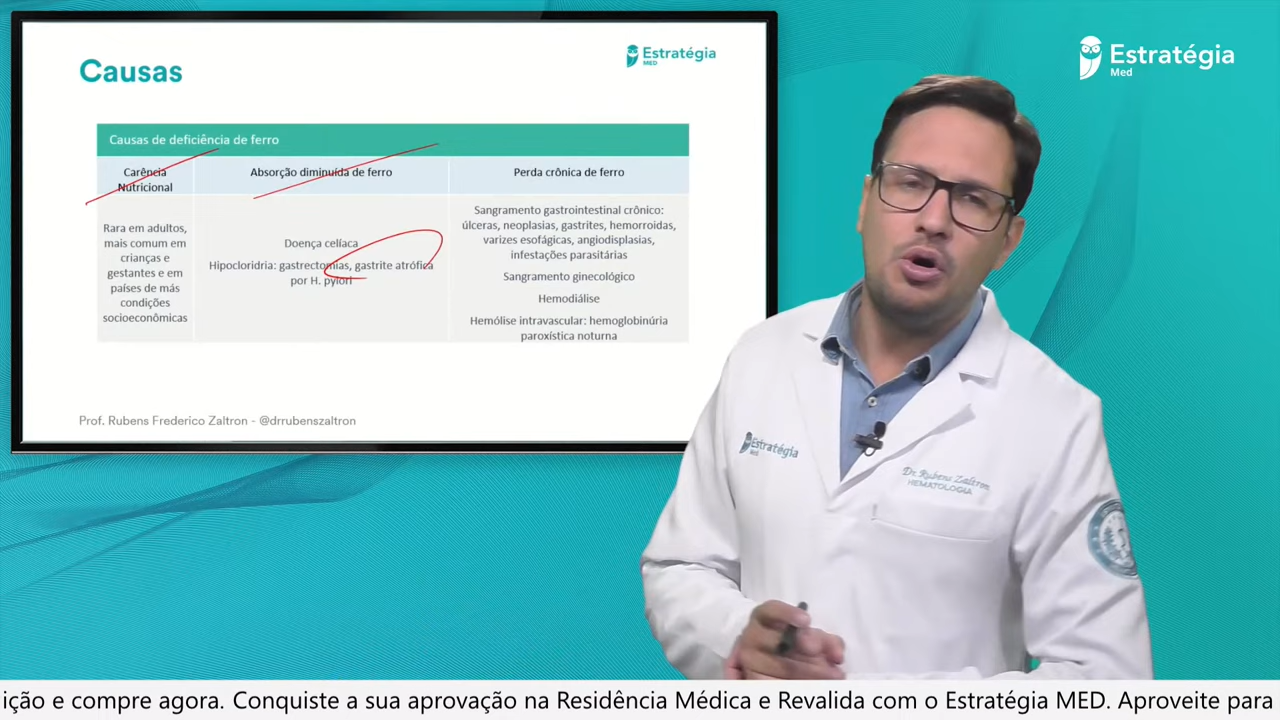 Causas
Estratégia
MED
Causas de deficiência de ferro
Carência
Nutricional
Absorção diminuída de ferro
Perda crônica de ferro
Rara em adultos,
mais comum em
crianças e
gestantes e em
países de más
condições
socioeconômicas
Doença celíaca
Hipocloridria: gastrectomias, gastrite atrófica
por H. pylori
Sangramento gastrointestinal crônico:
úlceras, neoplasias, gastrites, hemorroidas,
varizes esofágicas, angiodisplasias,
infestações parasitárias
Sangramento ginecológico
Hemodiálise
Hemólise intravascular: hemoglobinúria
paroxística noturna
Prof. Rubens Frederico Zaltron - @drrubenszaltron
Estratégia
Med
Estratégia
Med
Dr. Rubens Zaltron
HEMATOLOGIA
ição e compre agora. Conquiste a sua aprovação na Residência Médica e Revalida com o Estratégia MED. Aproveite para